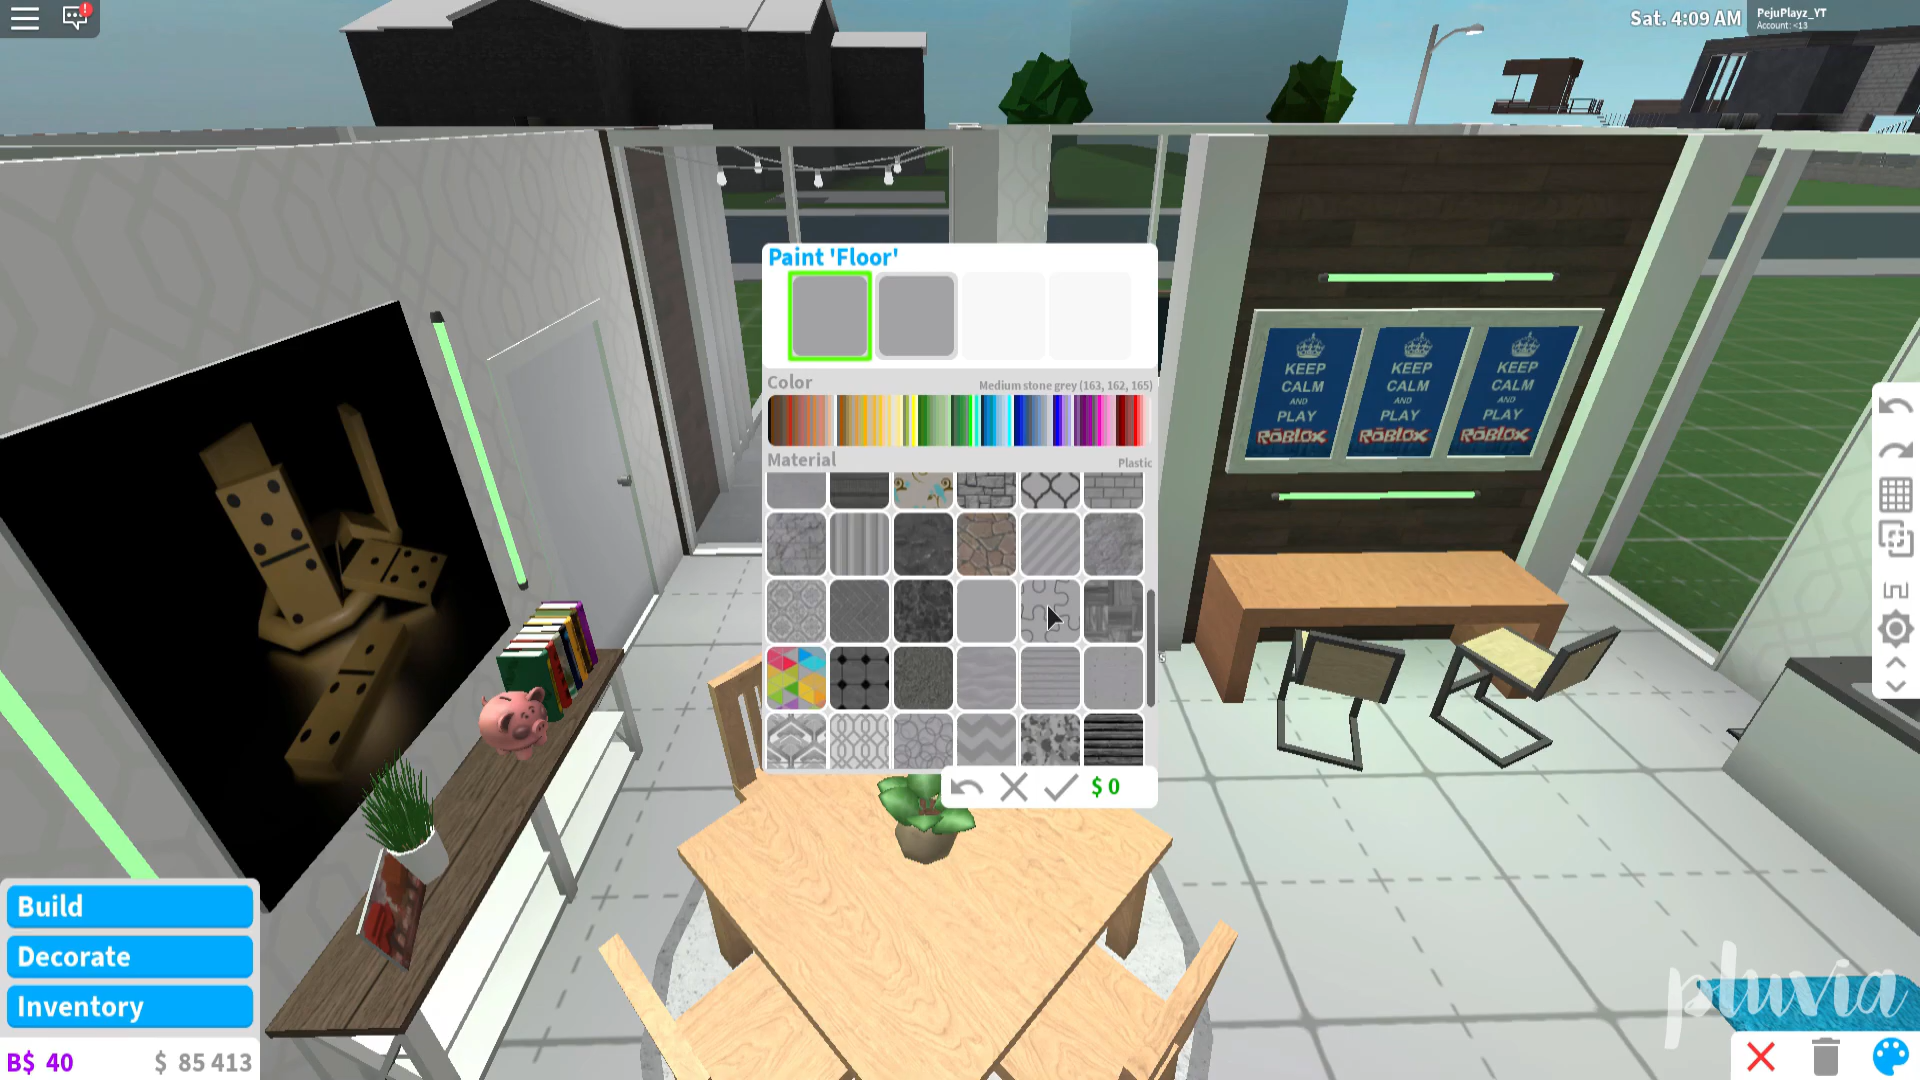 Sat. 4:09 AM
PejuPlayz_YT
Account: <13
Paint 'Floor'
Color
Medium stone grey (163, 162, 165)
Material
Plastic
KEEP
CALM
AND
PLAY
ROBLOX
KEEP
CALM
AND
PLAY
ROBLOX
KEEP
CALM
AND
PLAY
ROBLOX
$ 0
Build
Decorate
Inventory
B$ 40
$ 85 413
pluvia